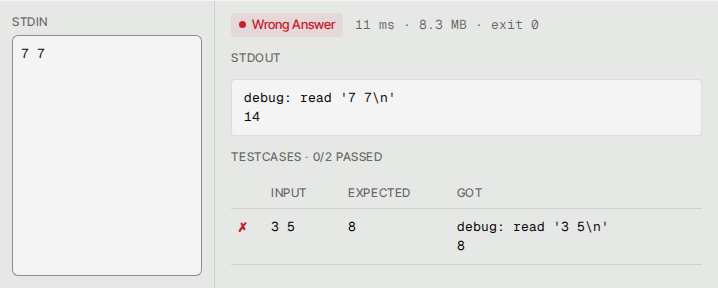 STDIN
7 7
Wrong Answer 11 ms · 8.3 MB · exit 0
STDOUT
debug: read '7 7\n'
14
TESTCASES · 0/2 PASSED
INPUT EXPECTED GOT
✗ 3 5 8 debug: read '3 5\n'
8